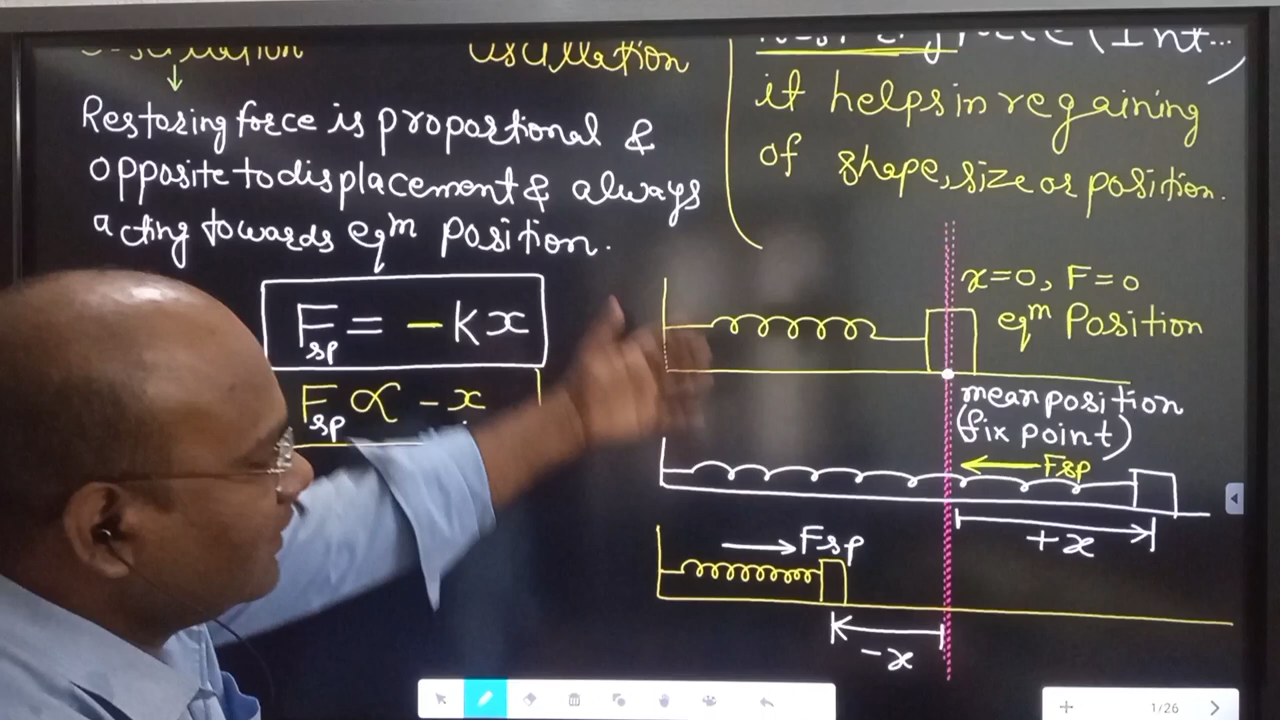 oscillation
oscillation
Restoring force is proportional &
opposite to displacement & always
acting towards eqm position.
Fsp = -kx
Fsp ∝ -x
it helps in regaining
of shape, size or position.
x=0, F=0
eqm Position
mean position
(fix point)
Fsp
+x
Fsp
-x
1/26